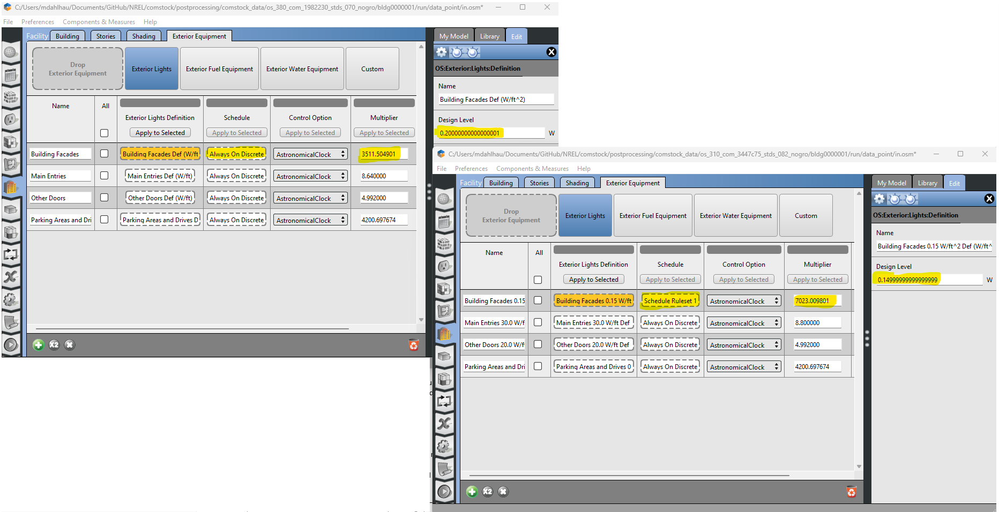 C:/Users/mdahlhau/Documents/GitHub/NREL/comstock/postprocessing/comstock_data/os_380_com_1982230_stds_070_nogro/bldg0000001/run/data_point/in.osm*
File Preferences Components & Measures Help
Facility Building Stories Shading Exterior Equipment
My Model Library Edit
Drop
Exterior Equipment
Exterior Lights
Exterior Fuel Equipment
Exterior Water Equipment
Custom
OS:Exterior:Lights:Definition
Name
Building Facades Def (W/ft^2)
Design Level
0.20000000000000001 W
Name All Exterior Lights Definition Schedule Control Option Multiplier
Apply to Selected Apply to Selected Apply to Selected Apply to Selected
Building Facades Building Facades Def (W/ft Always On Discrete AstronomicalClock 3511.504901
Main Entries Main Entries Def (W/ft) Always On Discrete AstronomicalClock 8.640000
Other Doors Other Doors Def (W/ft) Always On Discrete AstronomicalClock 4.992000
Parking Areas and Dri Parking Areas and Drives D Always On Discrete AstronomicalClock 4200.697674
X2
C:/Users/mdahlhau/Documents/GitHub/NREL/comstock/postprocessing/comstock_data/os_310_com_3447c75_stds_082_nogro/bldg0000001/run/data_point/in.osm*
File Preferences Components & Measures Help
Facility Building Stories Shading Exterior Equipment
My Model Library Edit
Drop
Exterior Equipment
Exterior Lights
Exterior Fuel Equipment
Exterior Water Equipment
Custom
OS:Exterior:Lights:Definition
Name
Building Facades 0.15 W/ft^2 Def (W/ft^
Design Level
0.14999999999999999 W
Name All Exterior Lights Definition Schedule Control Option Multiplier
Apply to Selected Apply to Selected Apply to Selected Apply to Selected
Building Facades 0.15 Building Facades 0.15 W/ft Schedule Ruleset 1 AstronomicalClock 7023.009801
Main Entries 30.0 W/f Main Entries 30.0 W/ft Def Always On Discrete AstronomicalClock 8.800000
Other Doors 20.0 W/f Other Doors 20.0 W/ft Def Always On Discrete AstronomicalClock 4.992000
Parking Areas and Dri Parking Areas and Drives 0 Always On Discrete AstronomicalClock 4200.697674
X2